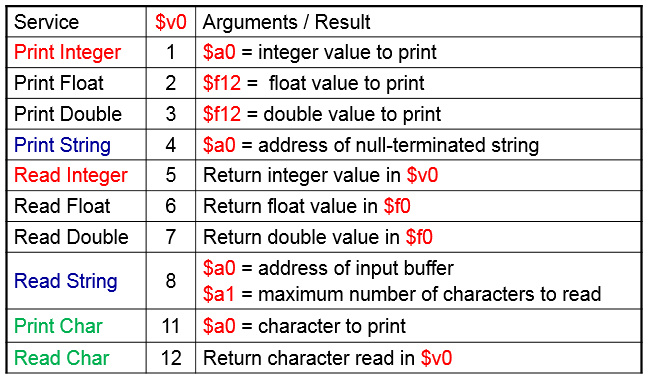 Service $v0 Arguments / Result
Print Integer 1 $a0 = integer value to print
Print Float 2 $f12 = float value to print
Print Double 3 $f12 = double value to print
Print String 4 $a0 = address of null-terminated string
Read Integer 5 Return integer value in $v0
Read Float 6 Return float value in $f0
Read Double 7 Return double value in $f0
Read String 8 $a0 = address of input buffer
$a1 = maximum number of characters to read
Print Char 11 $a0 = character to print
Read Char 12 Return character read in $v0